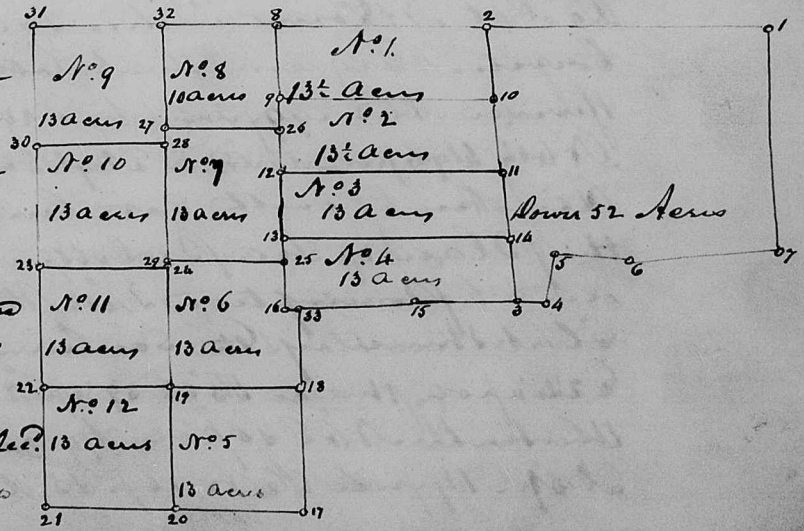 31 32 8 2 1
No. 1.
No. 9 No. 8
10 acres 9 13½ Acres 10
No. 2
13 acres 27 26
30 28
13½ Acres
No. 10 No. 7 12 11
No. 3
13 acres 13 acres 13 Acres Dower 52 Acres
13 14
No. 4 5 6 7
23 29 24 25
13 acres
No. 11 No. 6 16 33 15 3 4
13 acres 13 acres
22 19 18
No. 12
13 acres No. 5
13 acres
21 20 17